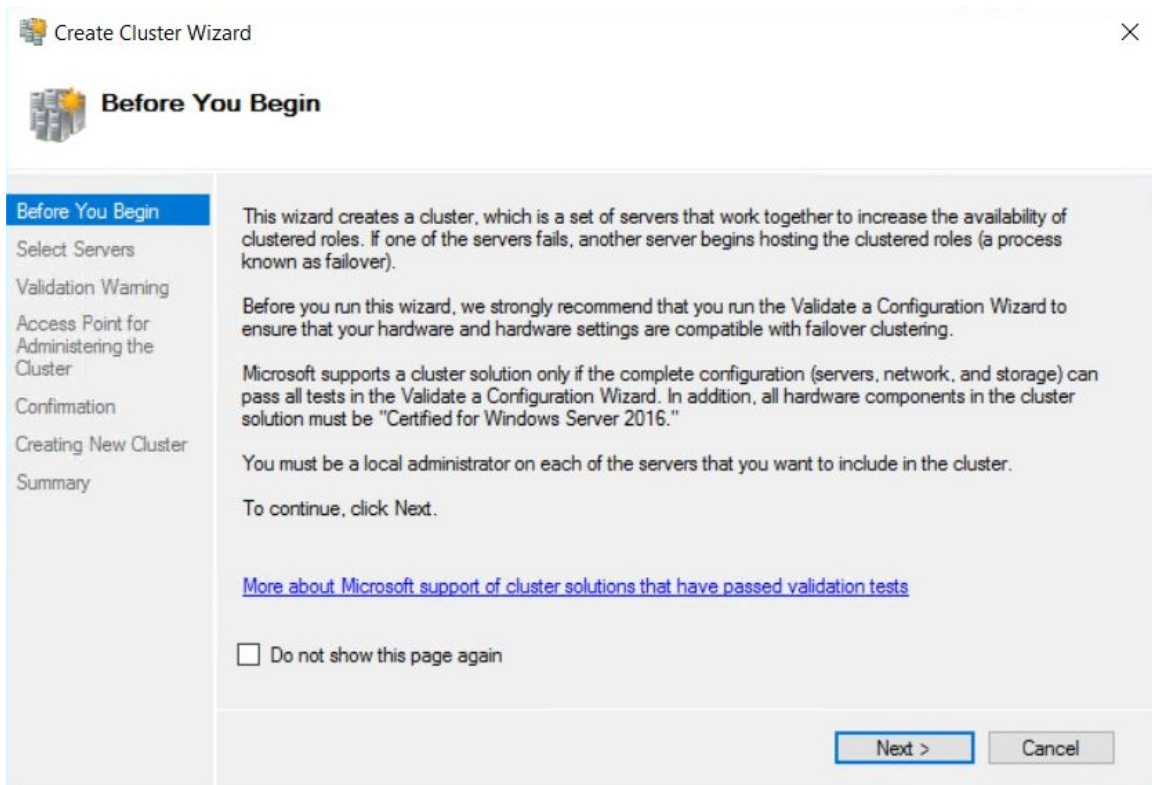 Create Cluster Wizard
Before You Begin
Before You Begin
Select Servers
Validation Warning
Access Point for
Administering the
Cluster
Confirmation
Creating New Cluster
Summary
This wizard creates a cluster, which is a set of servers that work together to increase the availability of
clustered roles. If one of the servers fails, another server begins hosting the clustered roles (a process
known as failover).
Before you run this wizard, we strongly recommend that you run the Validate a Configuration Wizard to
ensure that your hardware and hardware settings are compatible with failover clustering.
Microsoft supports a cluster solution only if the complete configuration (servers, network, and storage) can
pass all tests in the Validate a Configuration Wizard. In addition, all hardware components in the cluster
solution must be "Certified for Windows Server 2016."
You must be a local administrator on each of the servers that you want to include in the cluster.
To continue, click Next.
More about Microsoft support of cluster solutions that have passed validation tests
Do not show this page again
Next >
Cancel